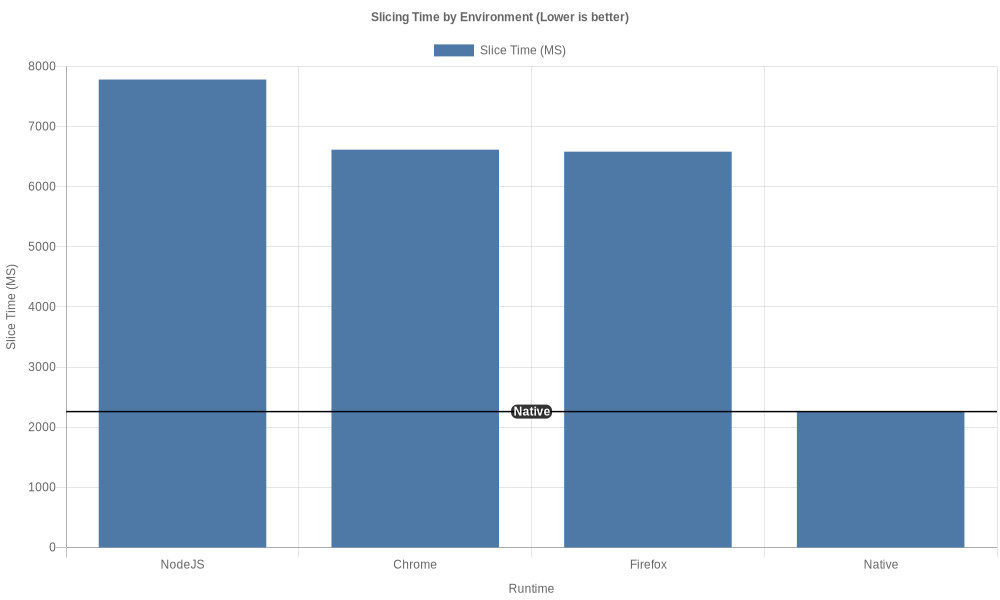 Slicing Time by Environment (Lower is better)
Slice Time (MS)
8000
7000
6000
5000
4000
3000
2000
1000
0
Slice Time (MS)
Native
NodeJS
Chrome
Firefox
Native
Runtime